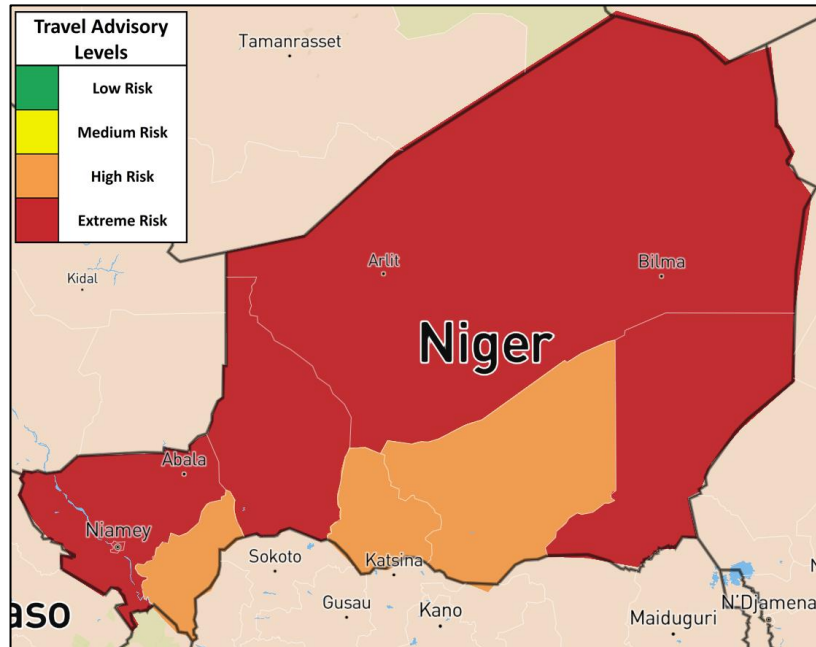 Travel Advisory
Levels
Low Risk
Medium Risk
High Risk
Extreme Risk
Tamanrasset
Kidal
Arlit
Bilma
Niger
Abala
Niamey
Sokoto
Katsina
Gusau
Kano
Maiduguri
N'Djamena
aso
N